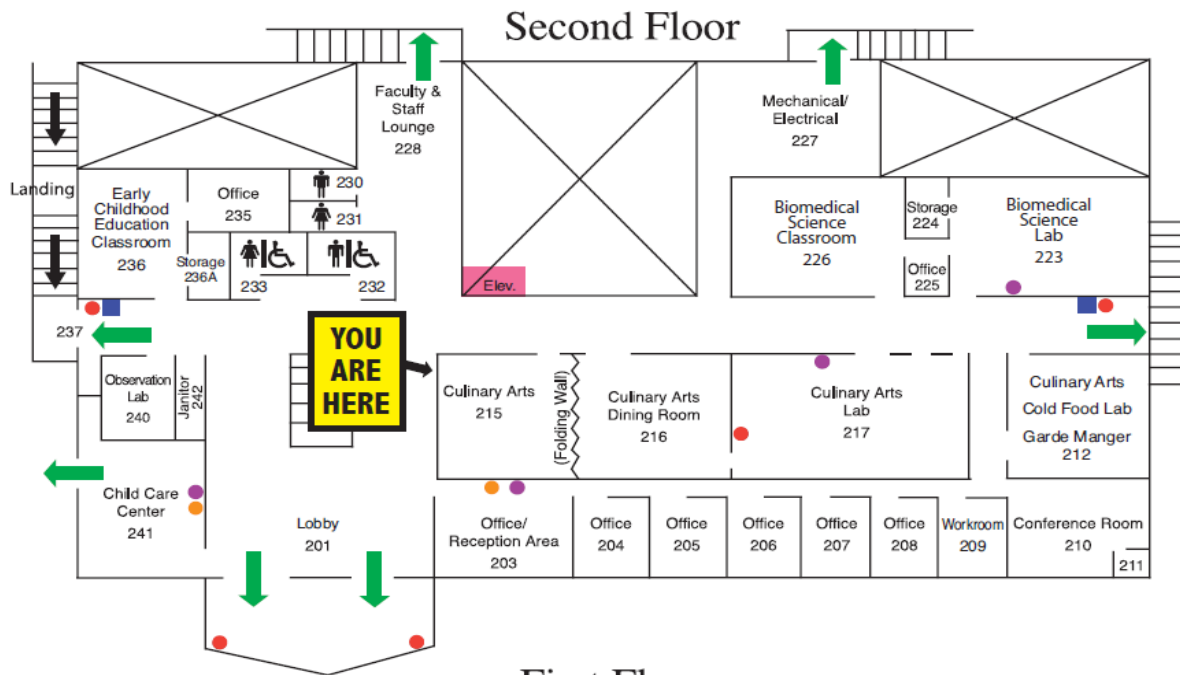 Second Floor
Faculty &
Staff
Lounge
228
Mechanical/
Electrical
227
Landing
Early
Childhood
Education
Classroom
236
Office
235
230
231
Storage
236A
233
232
Elev.
Biomedical
Science
Classroom
226
Storage
224
Office
225
Biomedical
Science
Lab
223
237
YOU
ARE
HERE
Observation
Lab
240
Janitor
242
Culinary Arts
215
(Folding Wall)
Culinary Arts
Dining Room
216
Culinary Arts
Lab
217
Culinary Arts
Cold Food Lab
Garde Manger
212
Child Care
Center
241
Lobby
201
Office/
Reception Area
203
Office
204
Office
205
Office
206
Office
207
Office
208
Workroom
209
Conference Room
210
211